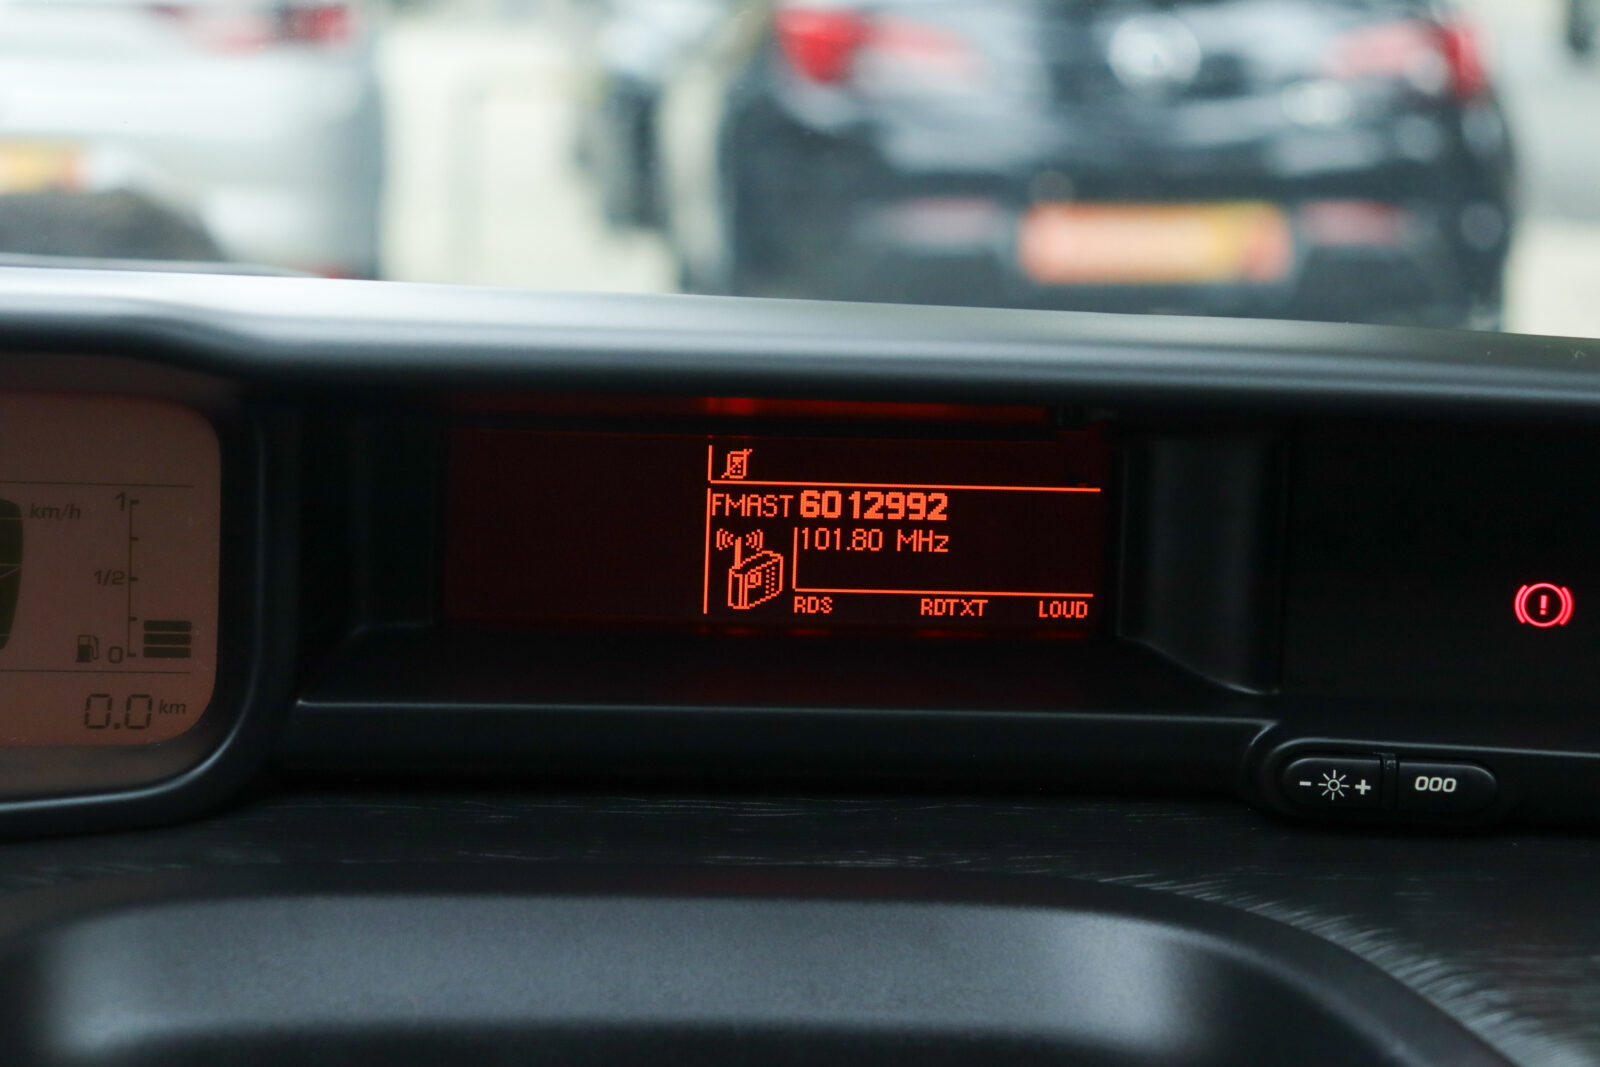 km/h
1
1/2
0
0.0 km
FMAST 6012992
101.80 MHz
RDS RDTXT LOUD
!
- +
000